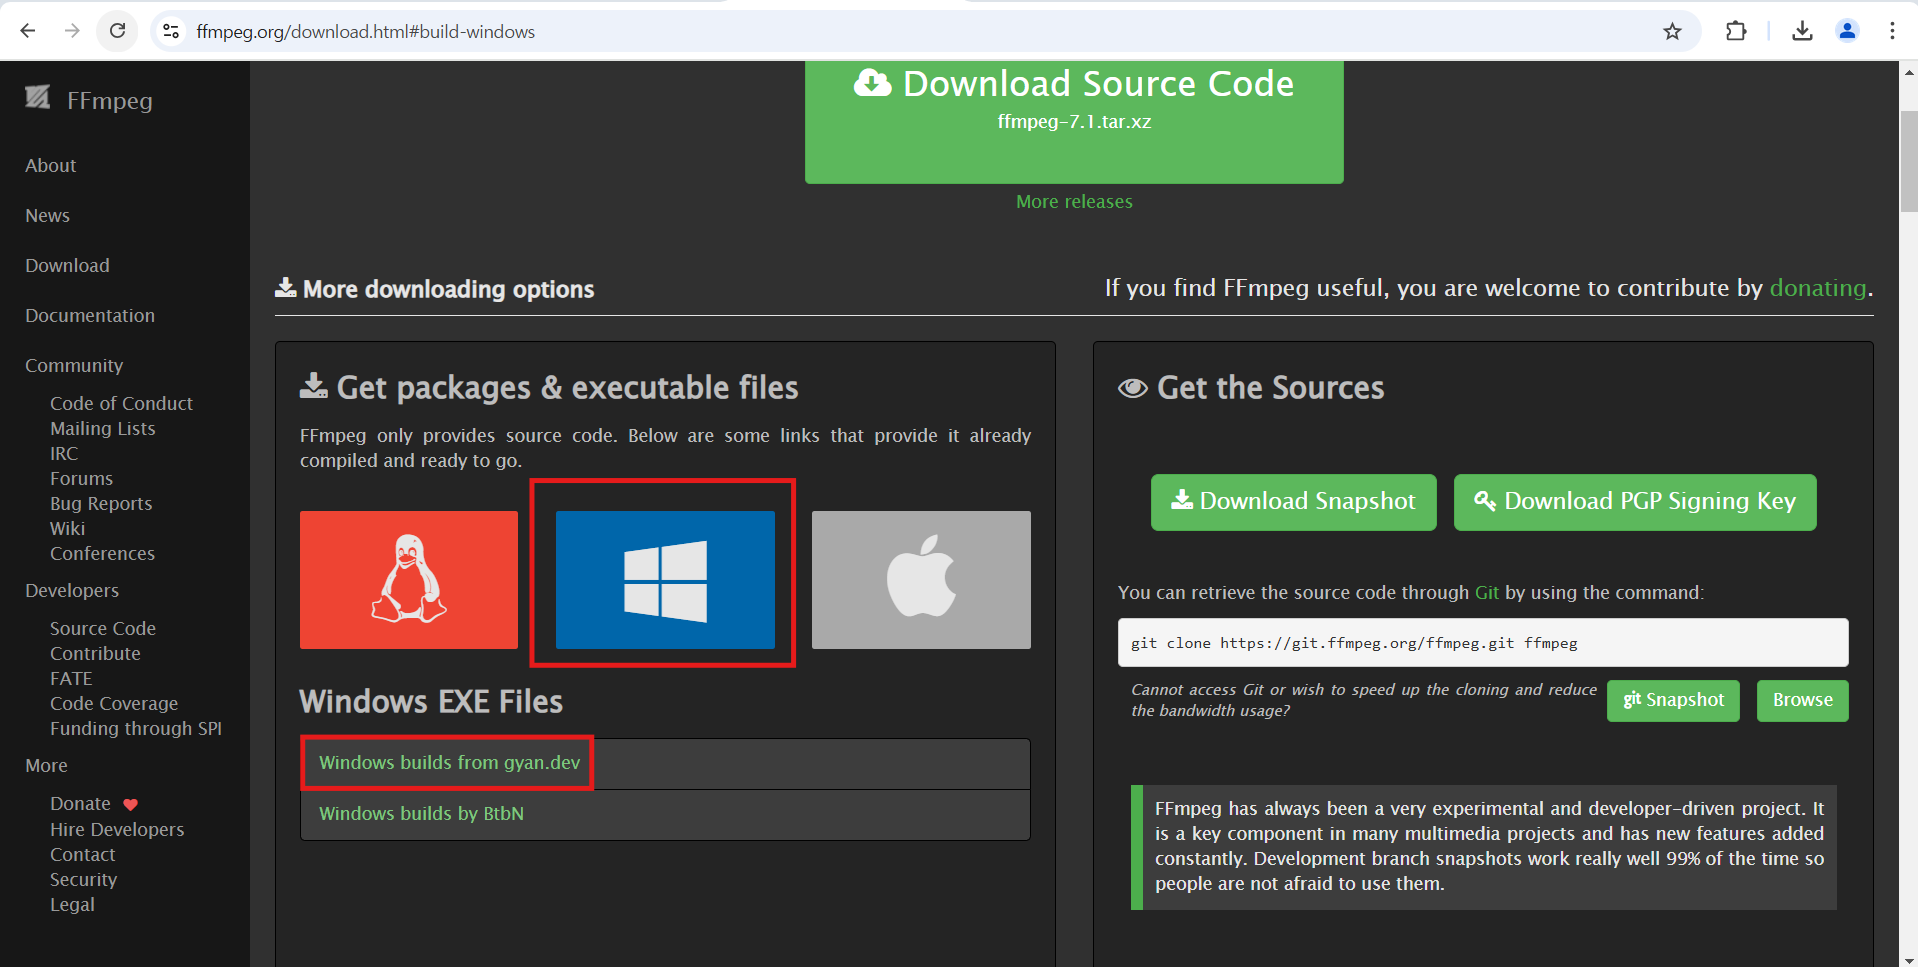 ffmpeg.org/download.html#build-windows
FFmpeg
About
News
Download
Documentation
Community
Code of Conduct
Mailing Lists
IRC
Forums
Bug Reports
Wiki
Conferences
Developers
Source Code
Contribute
FATE
Code Coverage
Funding through SPI
More
Donate
Hire Developers
Contact
Security
Legal
Download Source Code
ffmpeg-7.1.tar.xz
More releases
More downloading options
If you find FFmpeg useful, you are welcome to contribute by donating.
Get packages & executable files
FFmpeg only provides source code. Below are some links that provide it already
compiled and ready to go.
Windows EXE Files
Windows builds from gyan.dev
Windows builds by BtbN
Get the Sources
Download Snapshot
Download PGP Signing Key
You can retrieve the source code through Git by using the command:
git clone https://git.ffmpeg.org/ffmpeg.git ffmpeg
Cannot access Git or wish to speed up the cloning and reduce
the bandwidth usage?
git Snapshot
Browse
FFmpeg has always been a very experimental and developer-driven project. It
is a key component in many multimedia projects and has new features added
constantly. Development branch snapshots work really well 99% of the time so
people are not afraid to use them.